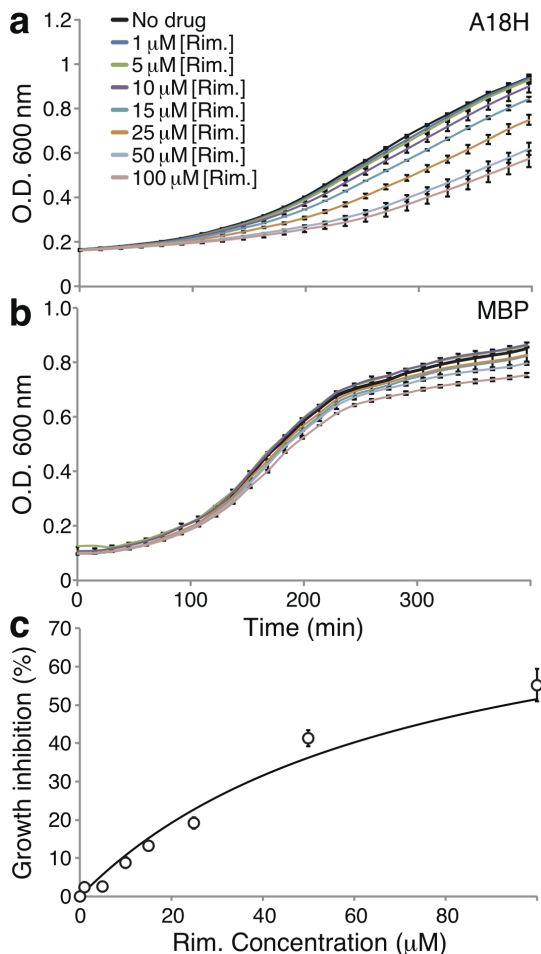 a
A18H
No drug
1 μM [Rim.]
5 μM [Rim.]
10 μM [Rim.]
15 μM [Rim.]
25 μM [Rim.]
50 μM [Rim.]
100 μM [Rim.]
O.D. 600 nm
1.2
1
0.8
0.6
0.4
0.2
0
b
MBP
O.D. 600 nm
1.0
0.8
0.6
0.4
0.2
0
0 100 200 300
Time (min)
c
Growth inhibition (%)
70
60
50
40
30
20
10
0
0 20 40 60 80
Rim. Concentration (μM)